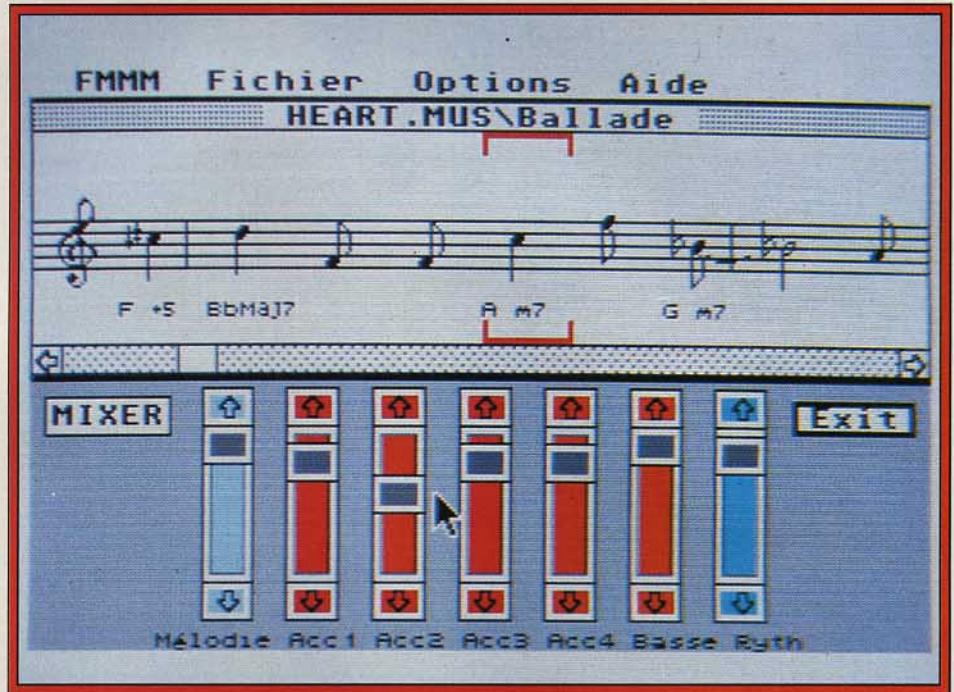 FMMM Fichier Options Aide
HEART.MUS\Ballade
F +5 BbMaj7 A m7 G m7
MIXER
Exit
Mélodie Acc1 Acc2 Acc3 Acc4 Basse Ryth